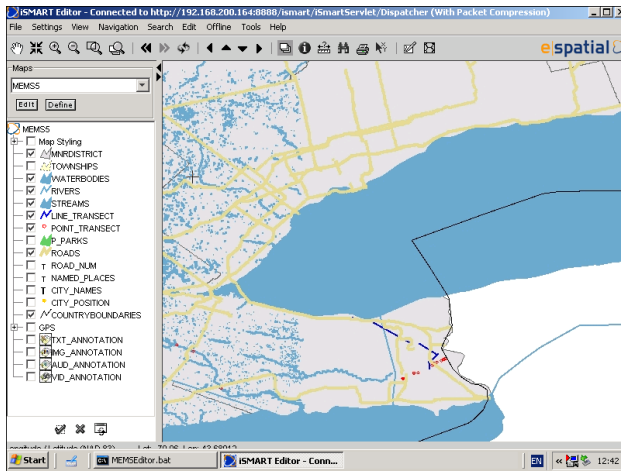 iSMART Editor - Connected to http://192.168.200.164:8888/ismart/iSmartServlet/Dispatcher (With Packet Compression)
File Settings View Navigation Search Edit Offline Tools Help
e|spatial
Maps
MEMS5
Edit Define
MEMS5
Map Styling
MNRDISTRICT
TOWNSHIPS
WATERBODIES
RIVERS
STREAMS
LINE_TRANSECT
POINT_TRANSECT
P_PARKS
ROADS
T ROAD_NUM
T NAMED_PLACES
T CITY_NAMES
CITY_POSITION
COUNTRYBOUNDARIES
GPS
TXT_ANNOTATION
IMG_ANNOTATION
AUD_ANNOTATION
VID_ANNOTATION
Start MEMSEditor.bat iSMART Editor - Conn... EN « 12:42